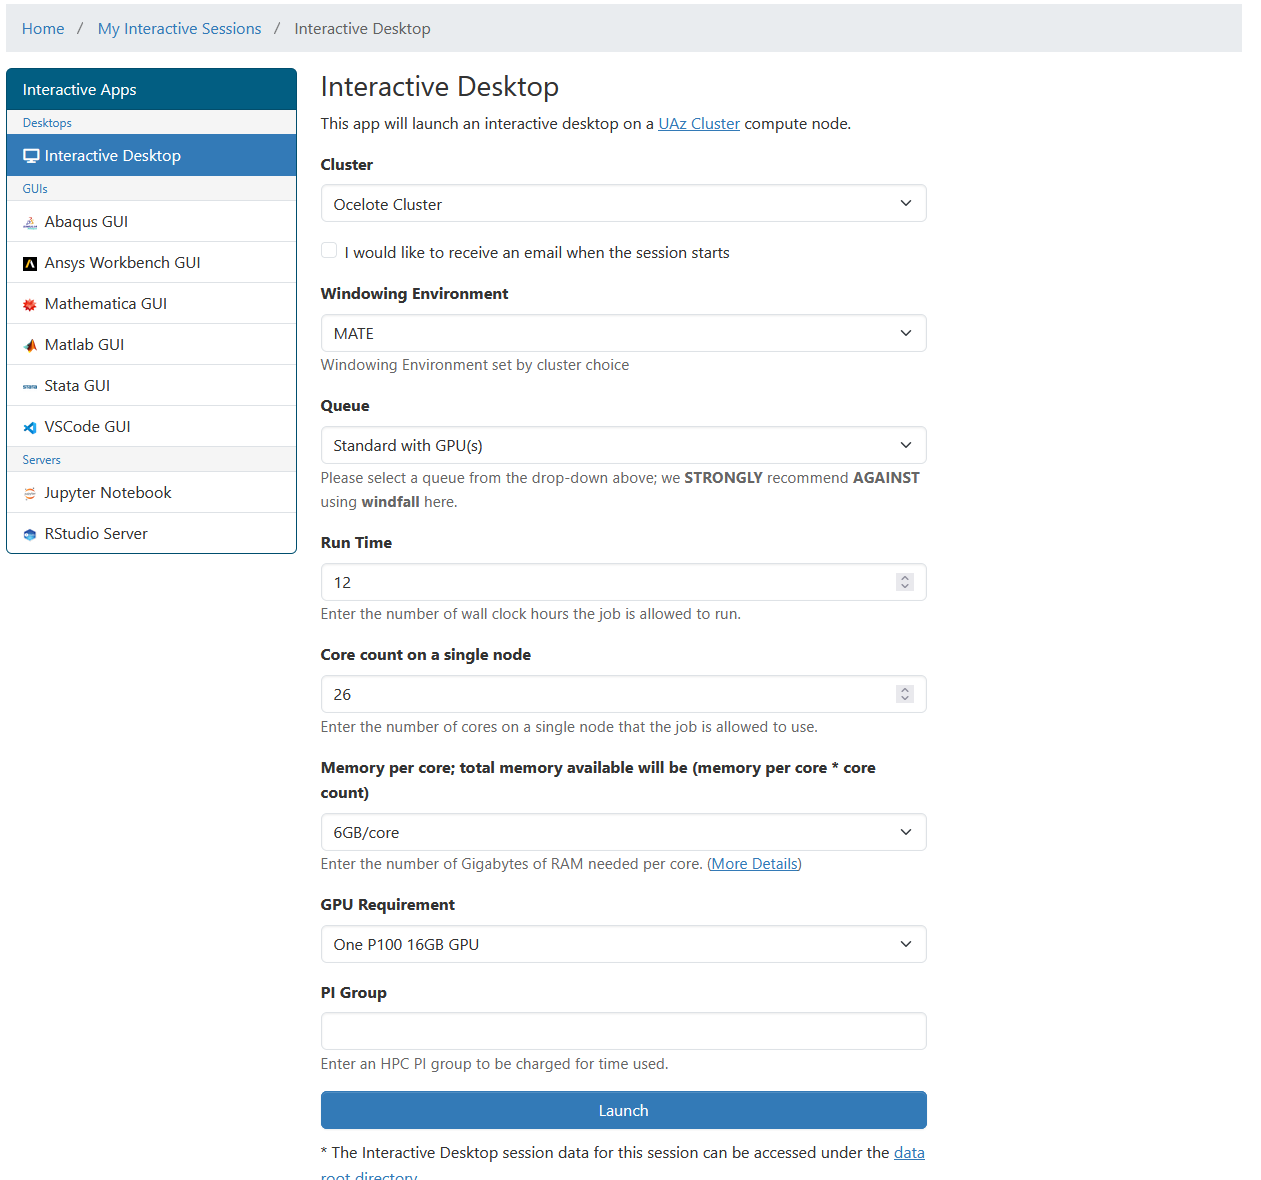 Home / My Interactive Sessions / Interactive Desktop
Interactive Apps
Desktops
Interactive Desktop
GUIs
Abaqus GUI
Ansys Workbench GUI
Mathematica GUI
Matlab GUI
Stata GUI
VSCode GUI
Servers
Jupyter Notebook
RStudio Server
Interactive Desktop
This app will launch an interactive desktop on a UAz Cluster compute node.
Cluster
Ocelote Cluster
I would like to receive an email when the session starts
Windowing Environment
MATE
Windowing Environment set by cluster choice
Queue
Standard with GPU(s)
Please select a queue from the drop-down above; we STRONGLY recommend AGAINST
using windfall here.
Run Time
12
Enter the number of wall clock hours the job is allowed to run.
Core count on a single node
26
Enter the number of cores on a single node that the job is allowed to use.
Memory per core; total memory available will be (memory per core * core
count)
6GB/core
Enter the number of Gigabytes of RAM needed per core. (More Details)
GPU Requirement
One P100 16GB GPU
PI Group
Enter an HPC PI group to be charged for time used.
Launch
* The Interactive Desktop session data for this session can be accessed under the data
root directory.